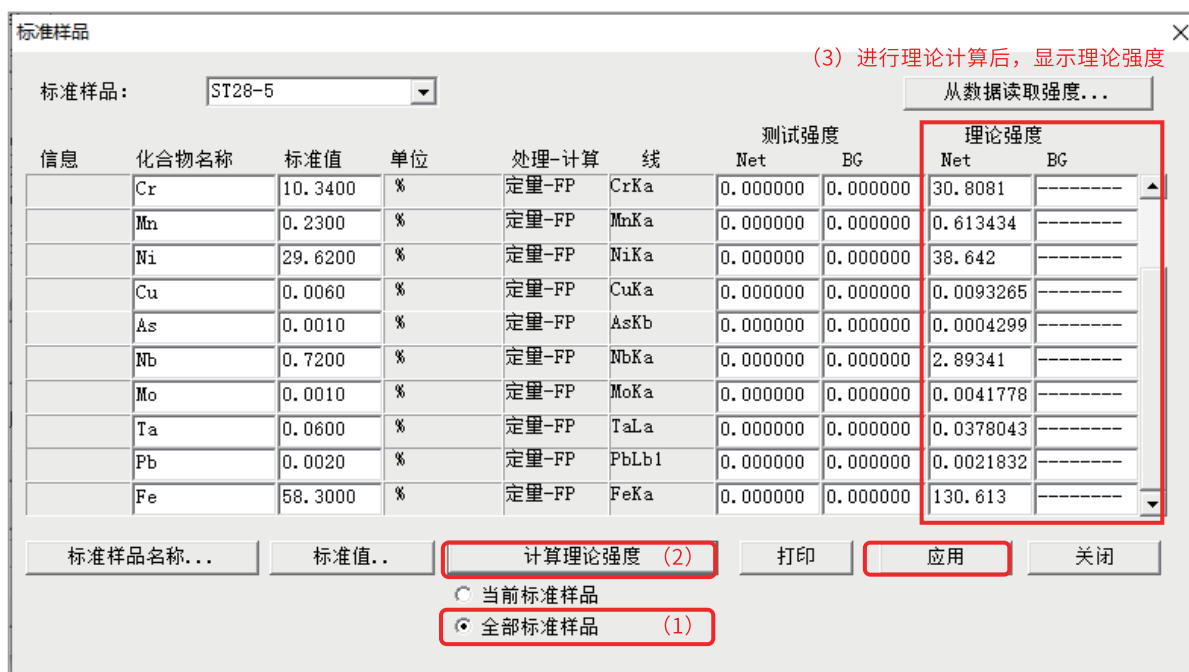 标准样品
(3) 进行理论计算后，显示理论强度
标准样品: ST28-5 从数据读取强度...
测试强度 理论强度
信息 化合物名称 标准值 单位 处理-计算 线 Net BG Net BG
Cr 10.3400 % 定量-FP CrKa 0.000000 0.000000 30.8081 --------
Mn 0.2300 % 定量-FP MnKa 0.000000 0.000000 0.613434 --------
Ni 29.6200 % 定量-FP NiKa 0.000000 0.000000 38.642 --------
Cu 0.0060 % 定量-FP CuKa 0.000000 0.000000 0.0093265 --------
As 0.0010 % 定量-FP AsKb 0.000000 0.000000 0.0004299 --------
Nb 0.7200 % 定量-FP NbKa 0.000000 0.000000 2.89341 --------
Mo 0.0010 % 定量-FP MoKa 0.000000 0.000000 0.0041778 --------
Ta 0.0600 % 定量-FP TaLa 0.000000 0.000000 0.0378043 --------
Pb 0.0020 % 定量-FP PbLb1 0.000000 0.000000 0.0021832 --------
Fe 58.3000 % 定量-FP FeKa 0.000000 0.000000 130.613 --------
标准样品名称... 标准值.. 计算理论强度 (2) 打印 应用 关闭
当前标准样品
全部标准样品 (1)